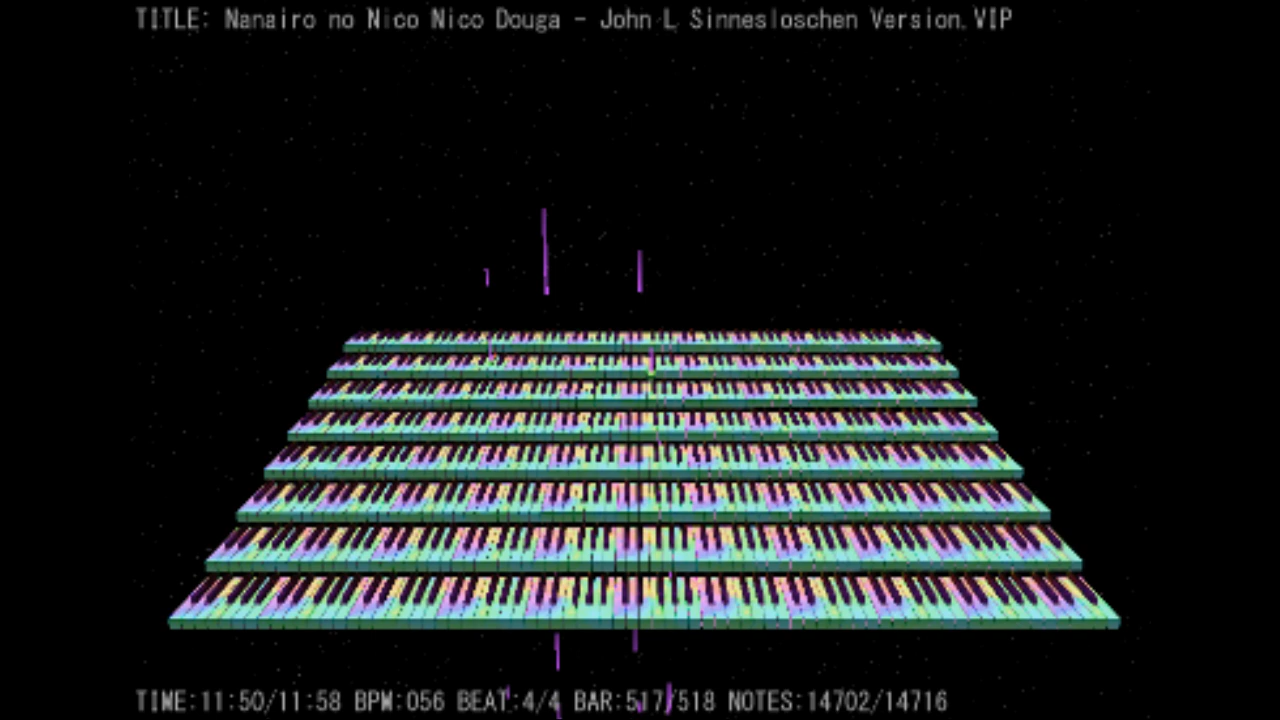 TITLE: Nanairo no Nico Nico Douga - John L Sinnesloschen Version.VIP
TIME:11:50/11:58 BPM:056 BEAT:4/4 BAR:517/518 NOTES:14702/14716